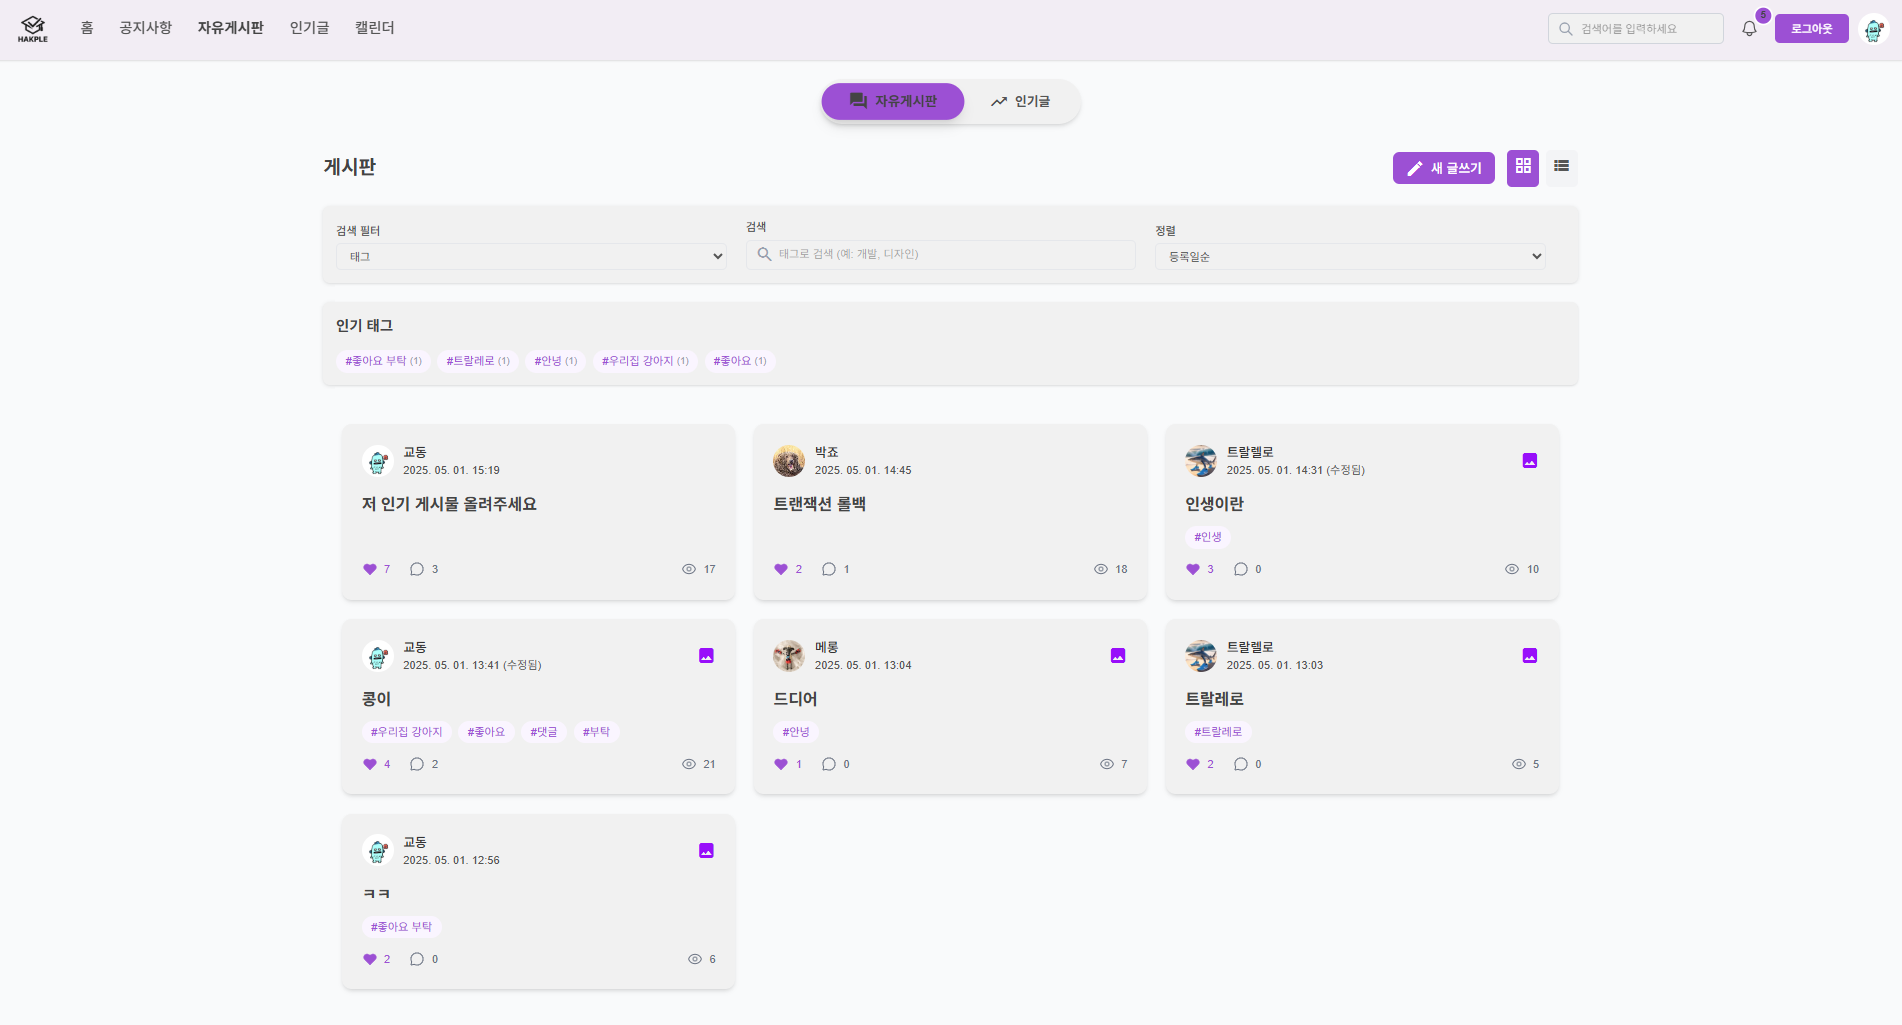 HAKPLE
홈 공지사항 자유게시판 인기글 캘린더
검색어를 입력하세요
5
로그아웃
자유게시판 인기글
게시판
새 글쓰기
검색 필터
태그
검색
태그로 검색 (예: 개발, 디자인)
정렬
등록일순
인기 태그
#좋아요 부탁 (1) #트랄레로 (1) #안녕 (1) #우리집 강아지 (1) #좋아요 (1)
교동
2025. 05. 01. 15:19
저 인기 게시물 올려주세요
7 3 17
박죠
2025. 05. 01. 14:45
트랜잭션 롤백
2 1 18
트랄렐로
2025. 05. 01. 14:31 (수정됨)
인생이란
#인생
3 0 10
교동
2025. 05. 01. 13:41 (수정됨)
콩이
#우리집 강아지 #좋아요 #댓글 #부탁
4 2 21
메롱
2025. 05. 01. 13:04
드디어
#안녕
1 0 7
트랄렐로
2025. 05. 01. 13:03
트랄레로
#트랄레로
2 0 5
교동
2025. 05. 01. 12:56
ㅋㅋ
#좋아요 부탁
2 0 6